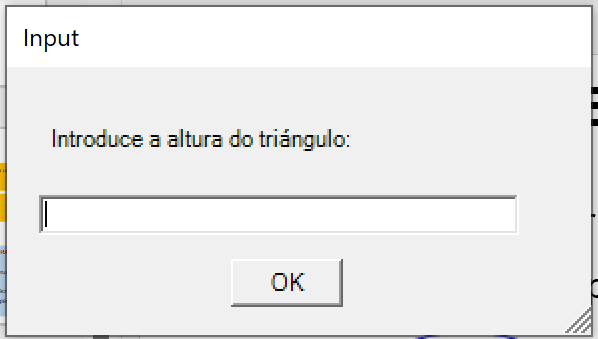 Input
Introduce a altura do triángulo:
OK